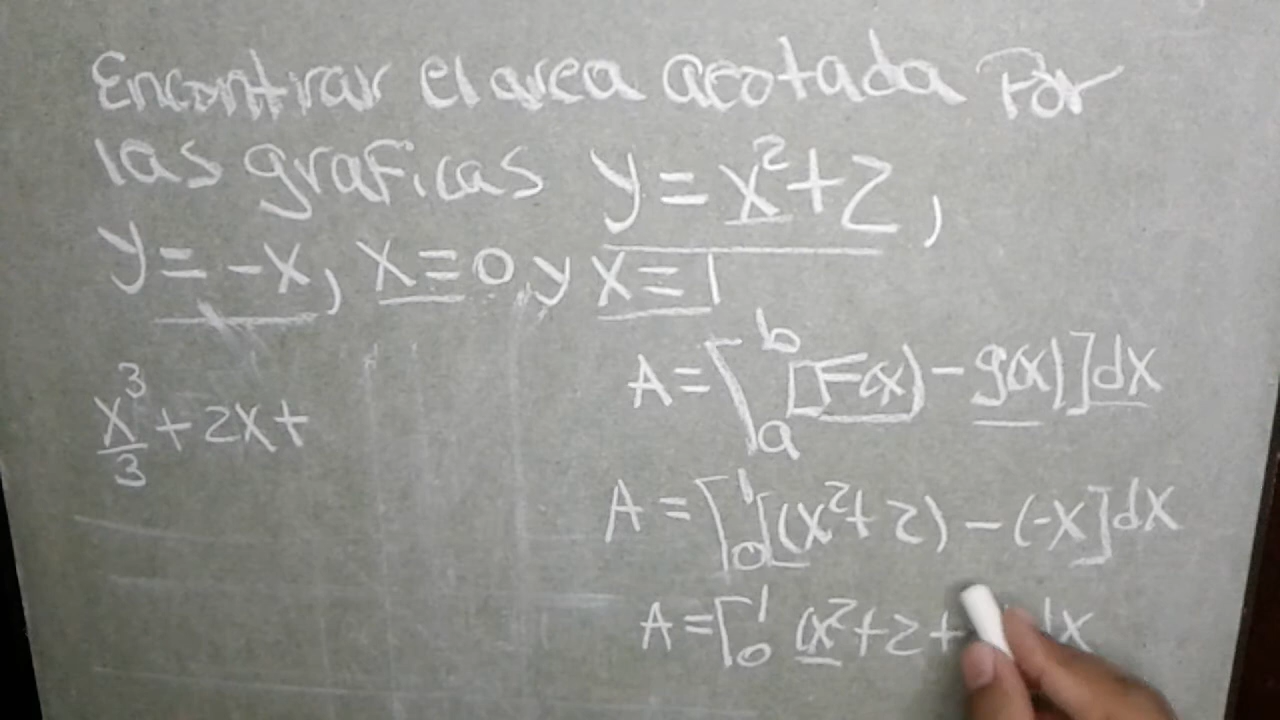 Encontrar el area acotada Por
las graficas y = x²+2,
y = -x, x=0 y x=1
A = ∫ₐᵇ [F(x) - g(x)] dx
x³/3 + 2x +
A = ∫₀¹ [(x²+2) - (-x] dx
A = ∫₀¹ (x²+2+ dx